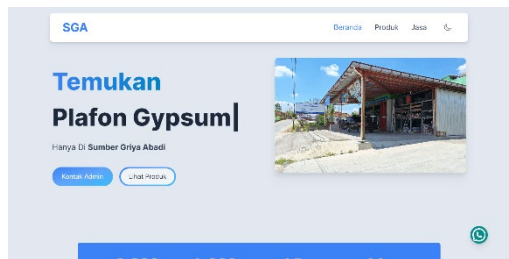 SGA
Beranda Produk Jasa
Temukan
Plafon Gypsum|
Hanya Di Sumber Griya Abadi
Kontak Admin Lihat Produk